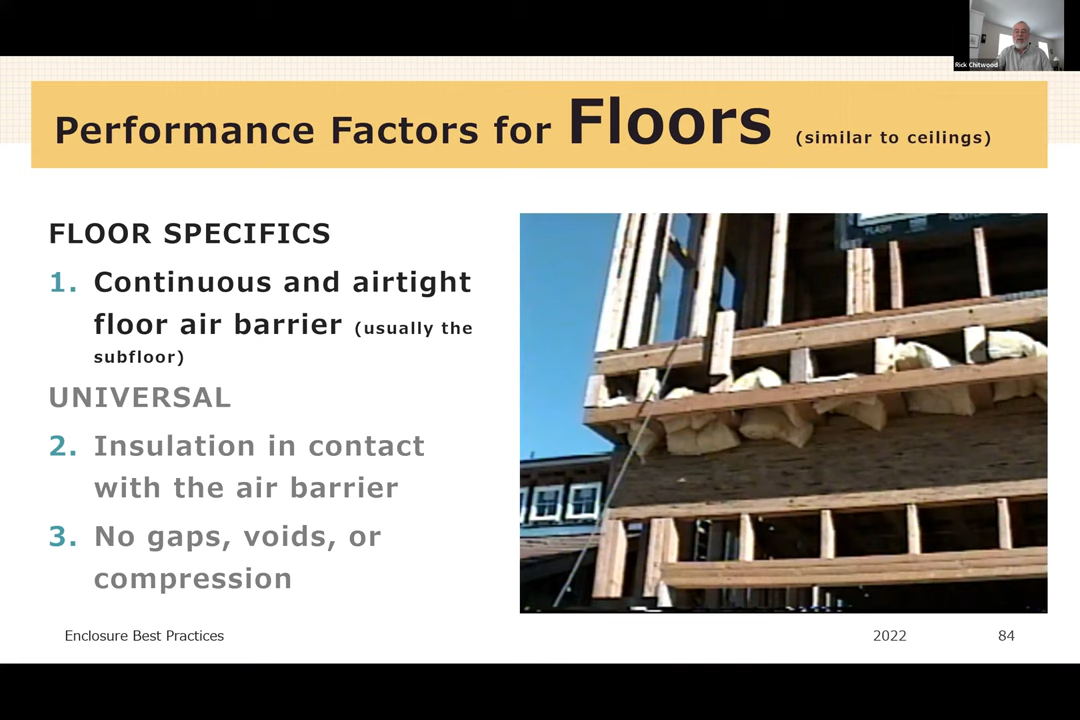 Rick Chitwood
Performance Factors for Floors (similar to ceilings)
FLOOR SPECIFICS
1. Continuous and airtight
floor air barrier (usually the
subfloor)
UNIVERSAL
2. Insulation in contact
with the air barrier
3. No gaps, voids, or
compression
FLASH
Enclosure Best Practices
2022
84